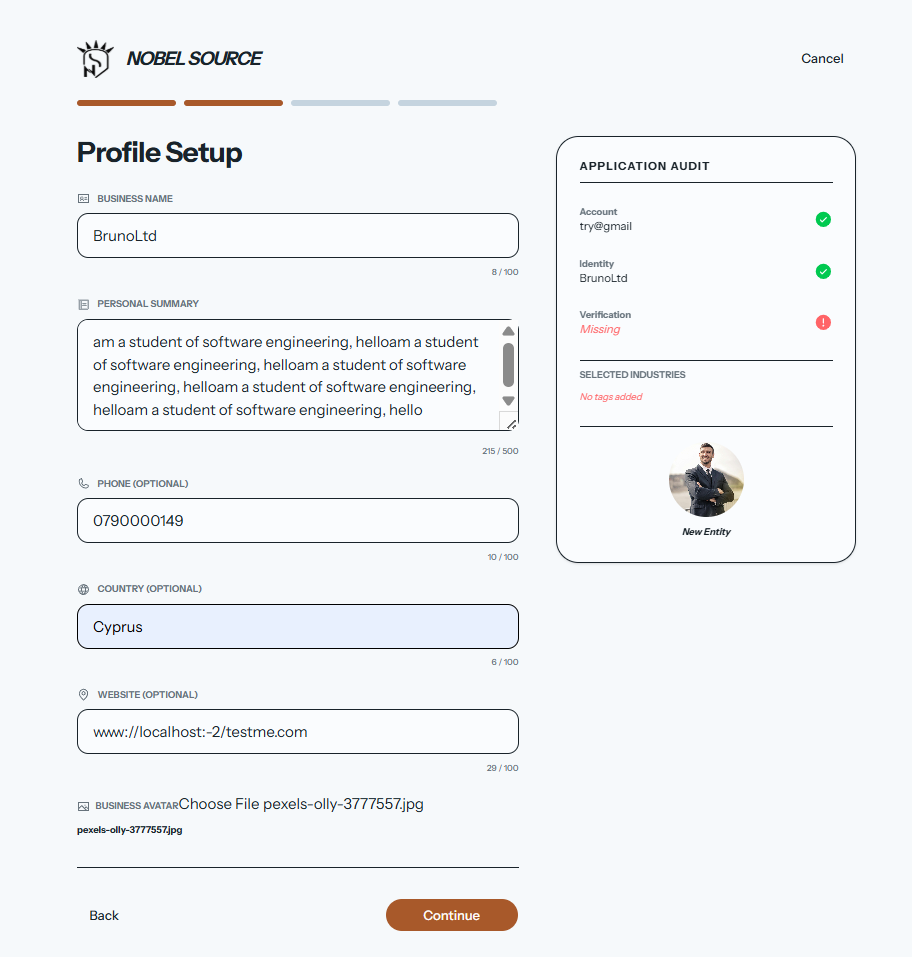 NOBEL SOURCE
Cancel
Profile Setup
BUSINESS NAME
BrunoLtd
8 / 100
PERSONAL SUMMARY
am a student of software engineering, helloam a student
of software engineering, helloam a student of software
engineering, helloam a student of software engineering,
helloam a student of software engineering, hello
215 / 500
PHONE (OPTIONAL)
0790000149
10 / 100
COUNTRY (OPTIONAL)
Cyprus
6 / 100
WEBSITE (OPTIONAL)
www://localhost:-2/testme.com
29 / 100
BUSINESS AVATARChoose File pexels-olly-3777557.jpg
pexels-olly-3777557.jpg
Back
Continue
APPLICATION AUDIT
Account
try@gmail
Identity
BrunoLtd
Verification
Missing
SELECTED INDUSTRIES
No tags added
New Entity